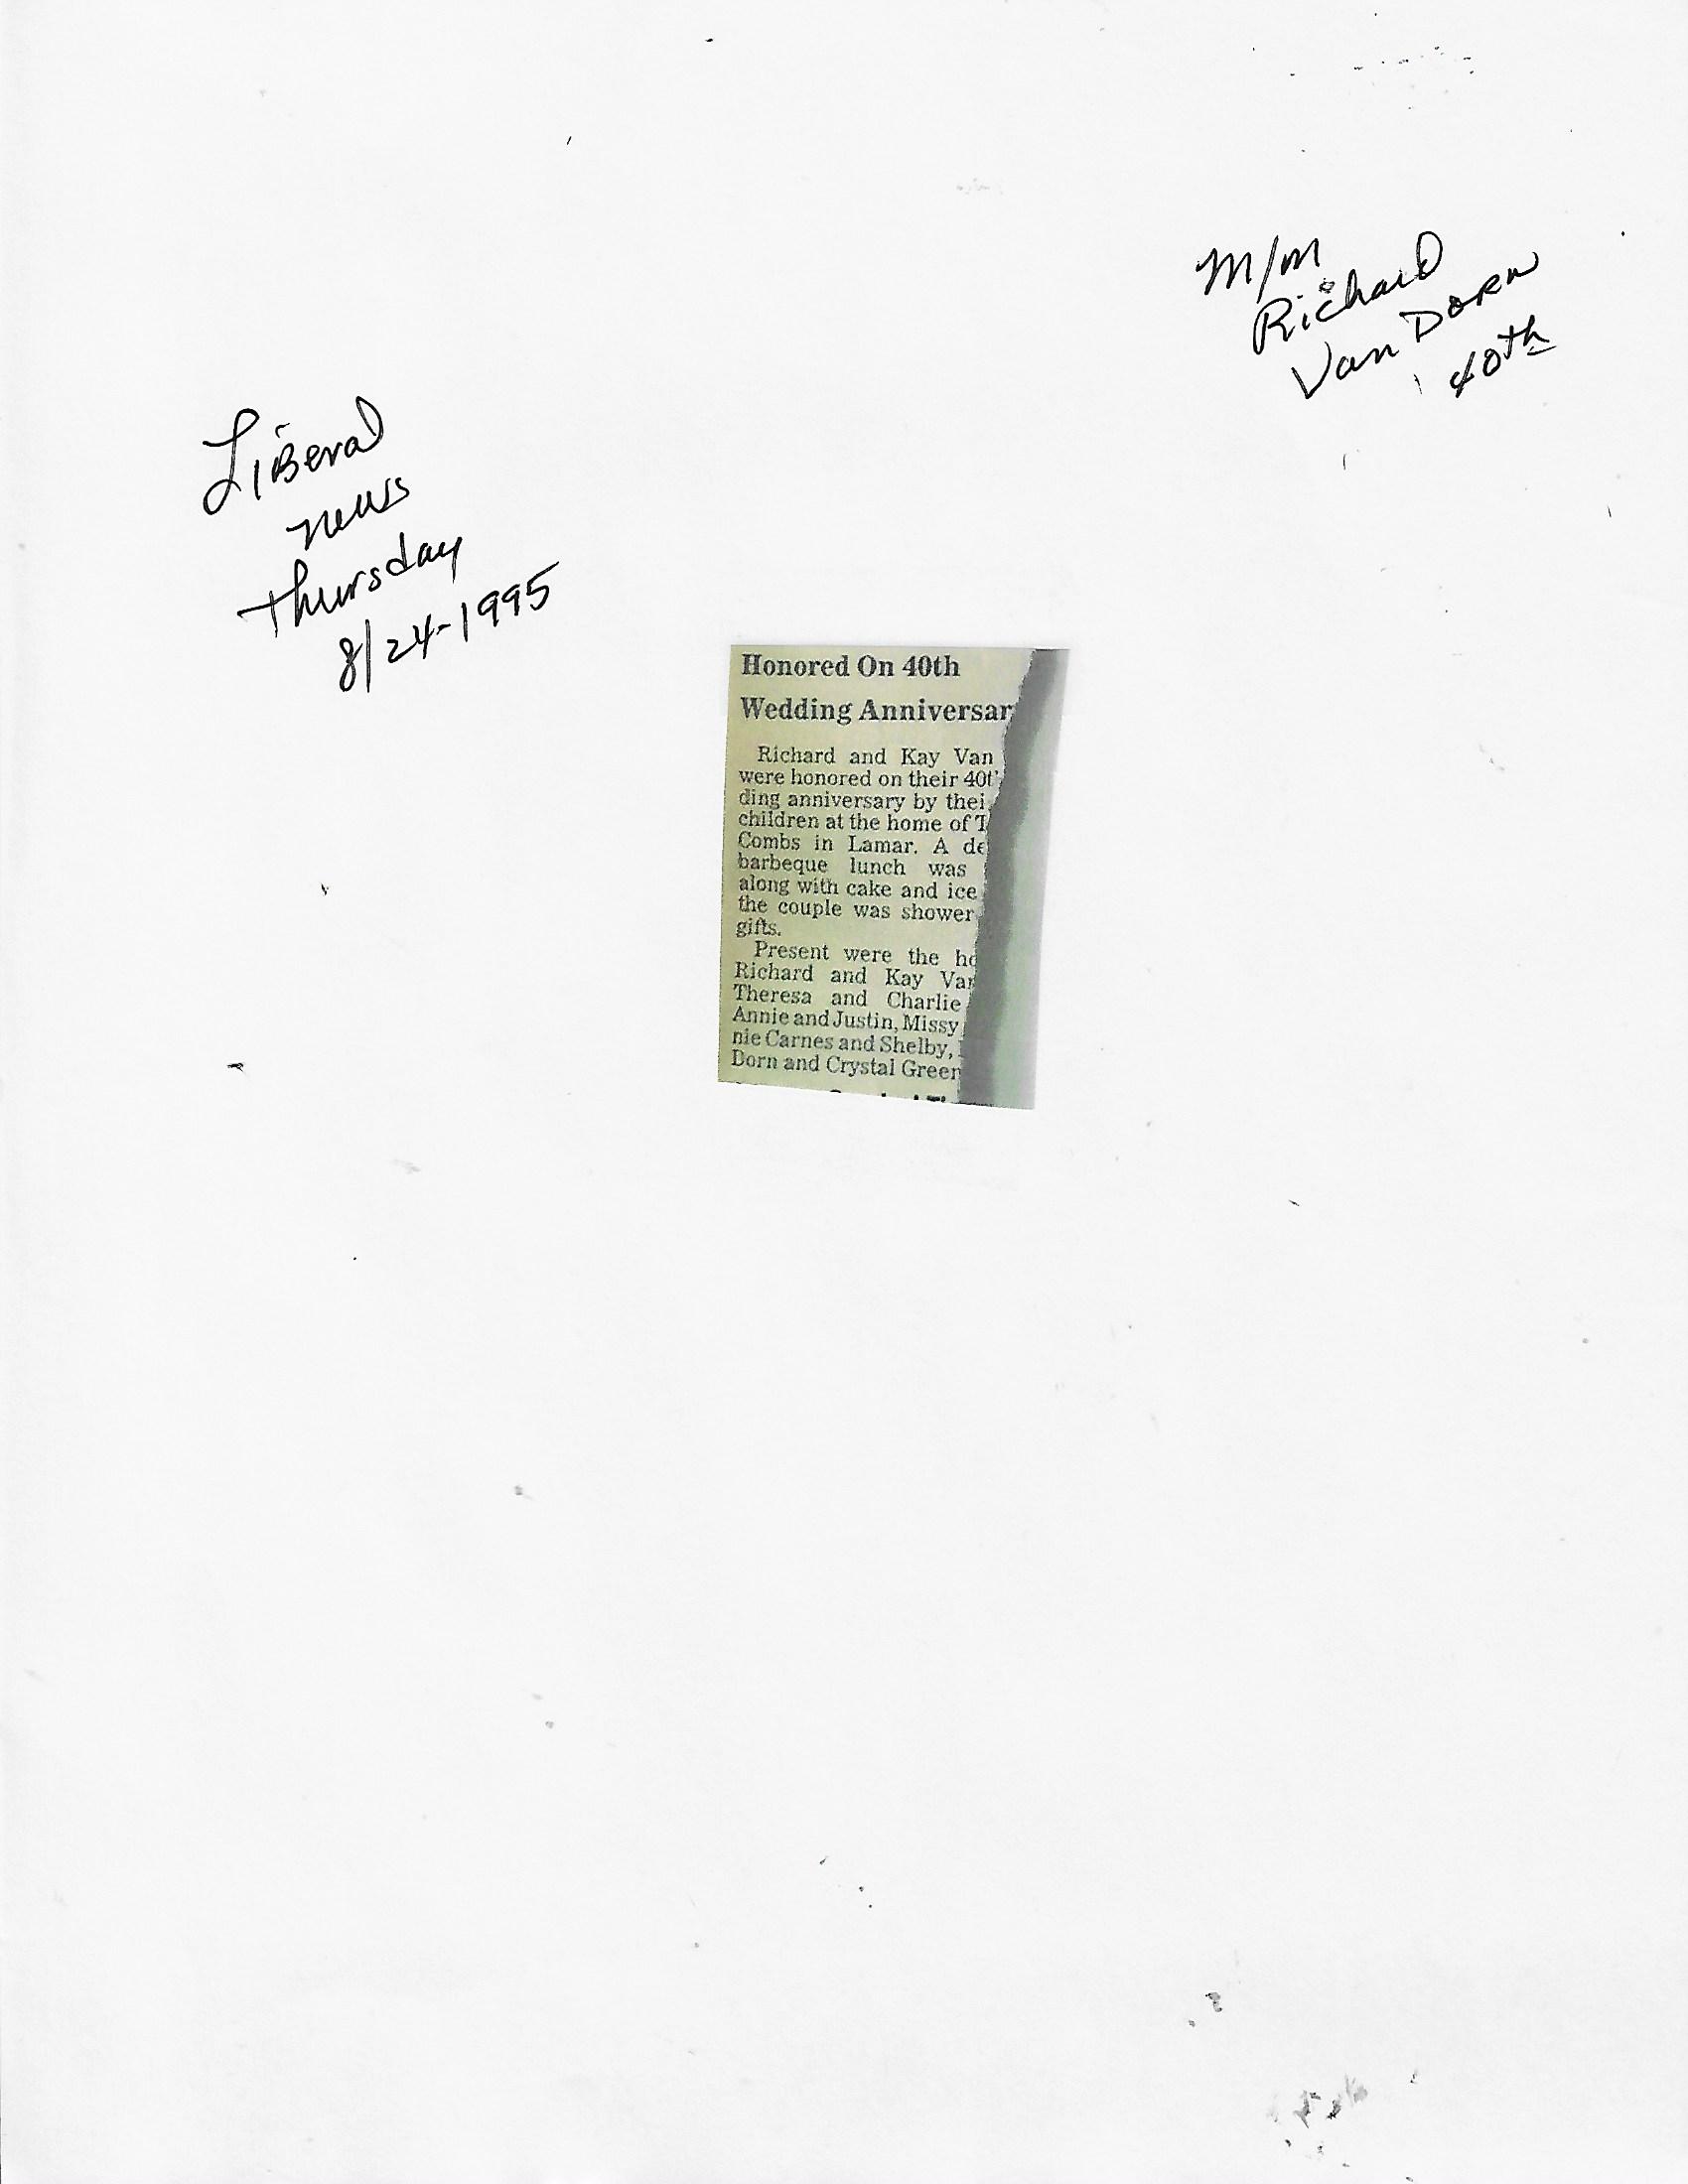 M/M
Richard
Van Dorn
40th
Liberal
news
Thursday
8/24-1995
Honored On 40th
Wedding Anniversar
Richard and Kay Van
were honored on their 40t
ding anniversary by thei
children at the home of T
Combs in Lamar. A de
barbeque lunch was
along with cake and ice
the couple was shower
gifts.
Present were the ho
Richard and Kay Van
Theresa and Charlie
Annie and Justin, Missy
nie Carnes and Shelby,
Dorn and Crystal Green